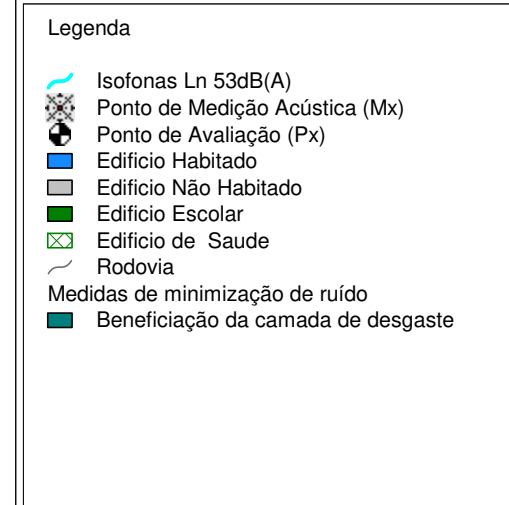 Legenda
Isofonas Ln 53dB(A)
Ponto de Medição Acústica (Mx)
Ponto de Avaliação (Px)
Edificio Habitado
Edificio Não Habitado
Edificio Escolar
Edificio de Saude
Rodovia
Medidas de minimização de ruído
Beneficiação da camada de desgaste